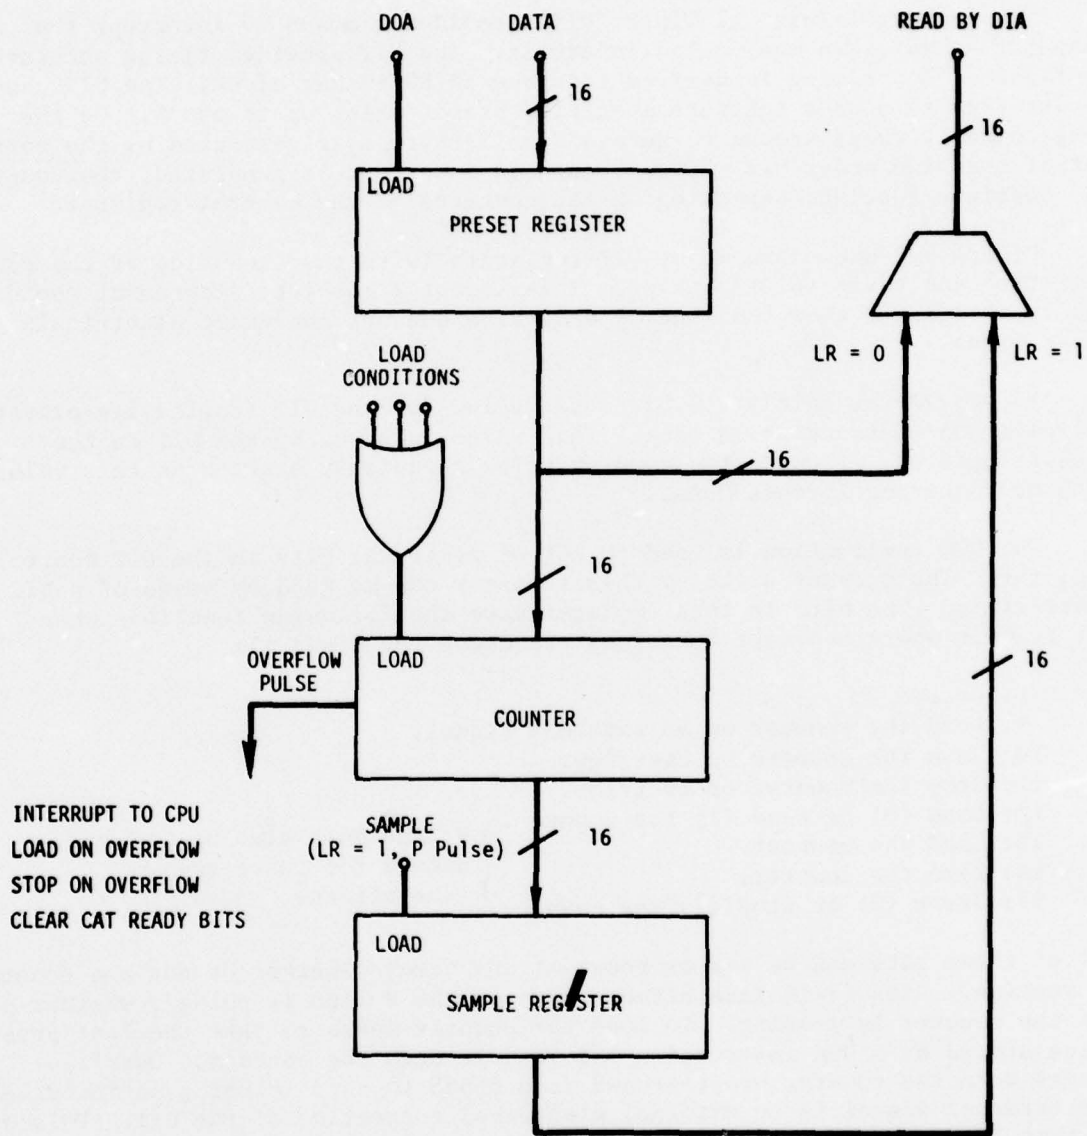 DOA
DATA
READ BY DIA
16
16
LOAD
PRESET REGISTER
LR = 0
LR = 1
LOAD
CONDITIONS
16
16
LOAD
OVERFLOW
PULSE
COUNTER
16
INTERRUPT TO CPU
LOAD ON OVERFLOW
STOP ON OVERFLOW
CLEAR CAT READY BITS
SAMPLE
(LR = 1, P Pulse)
16
LOAD
SAMPLE REGISTER